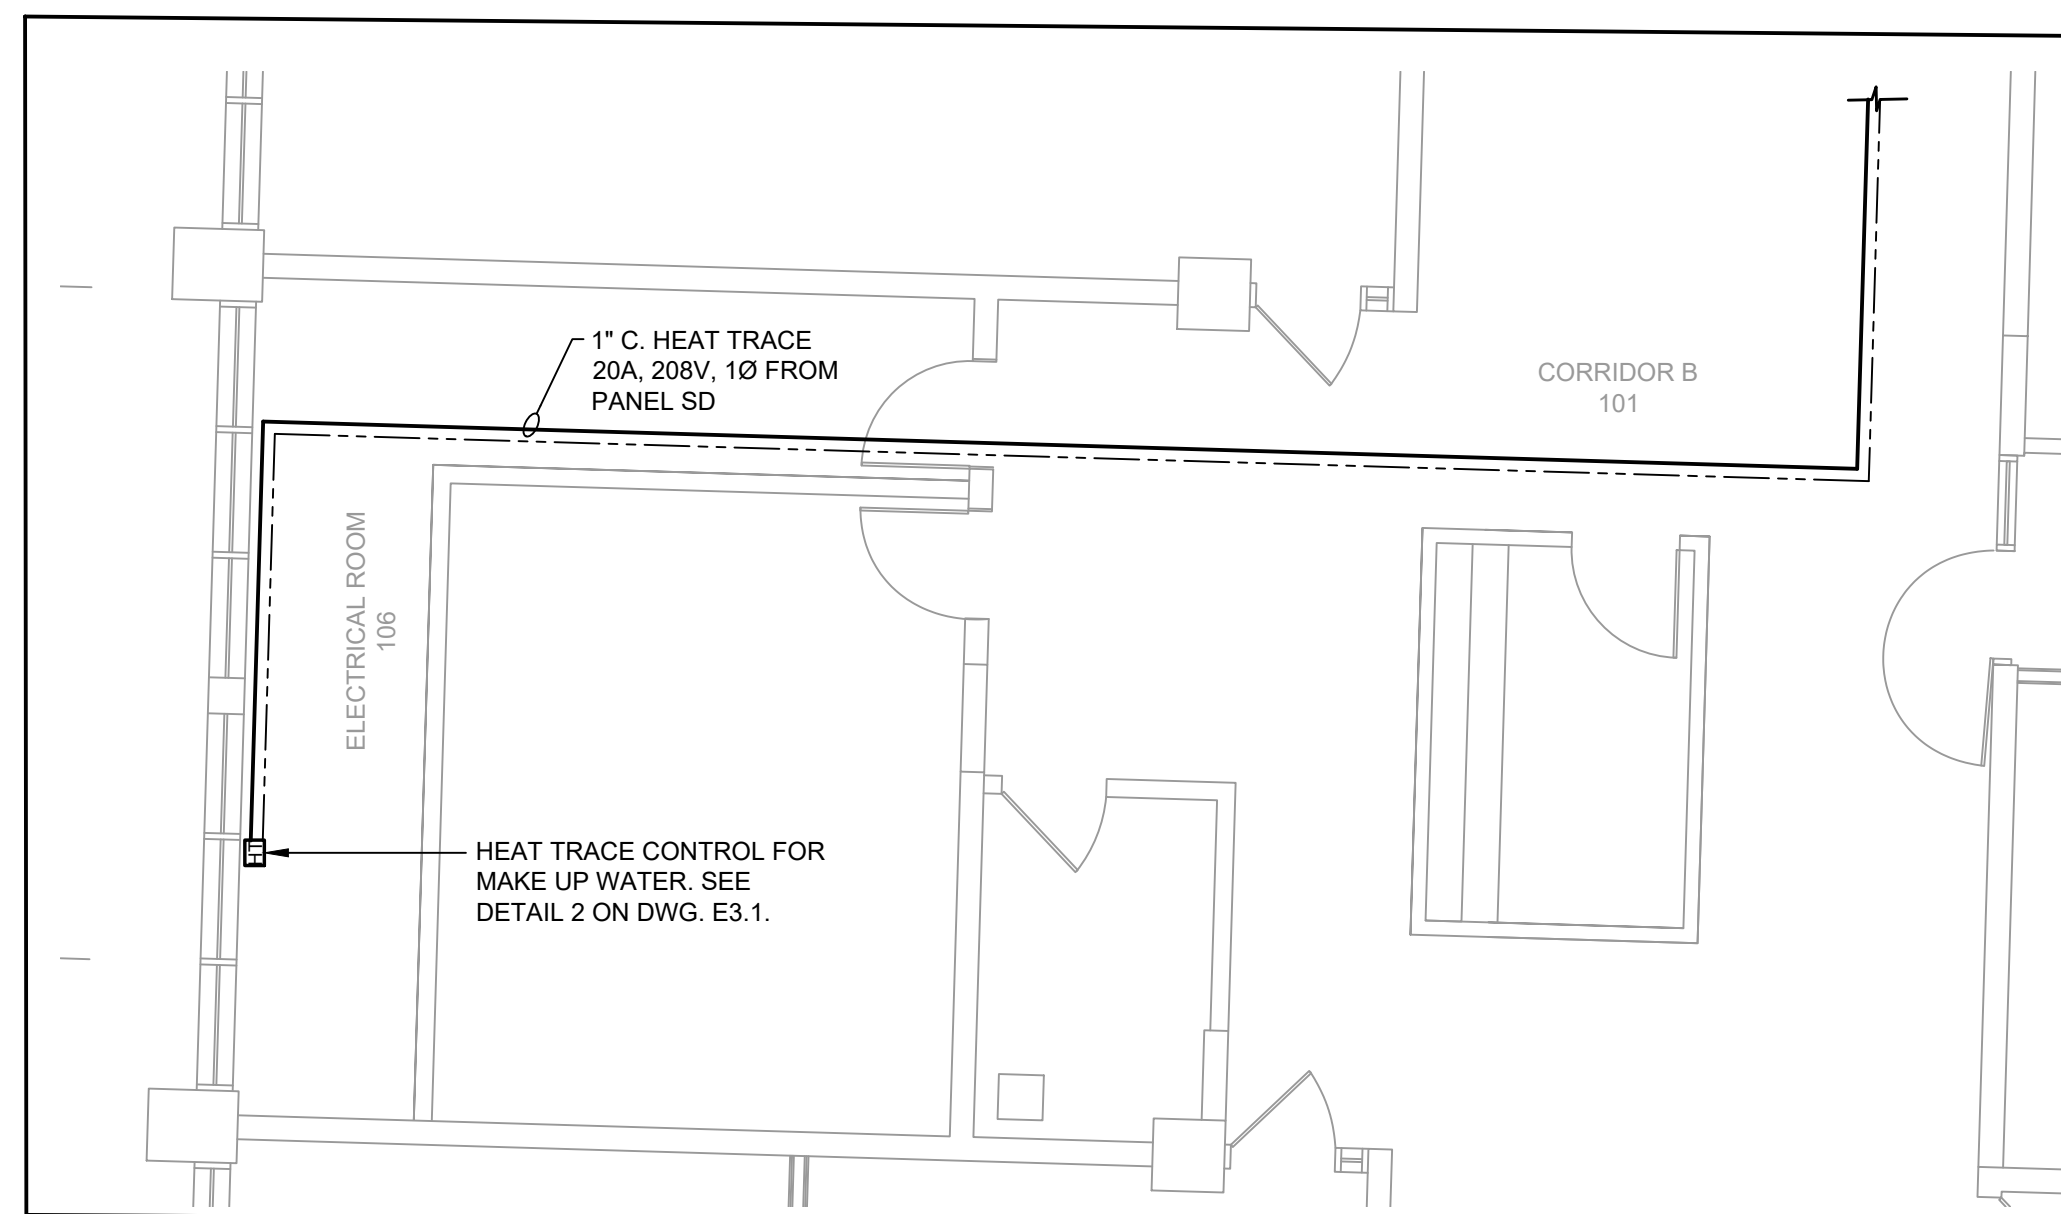 1" C. HEAT TRACE
20A, 208V, 1Ø FROM
PANEL SD
CORRIDOR B
101
ELECTRICAL ROOM
106
HEAT TRACE CONTROL FOR
MAKE UP WATER. SEE
DETAIL 2 ON DWG. E3.1.